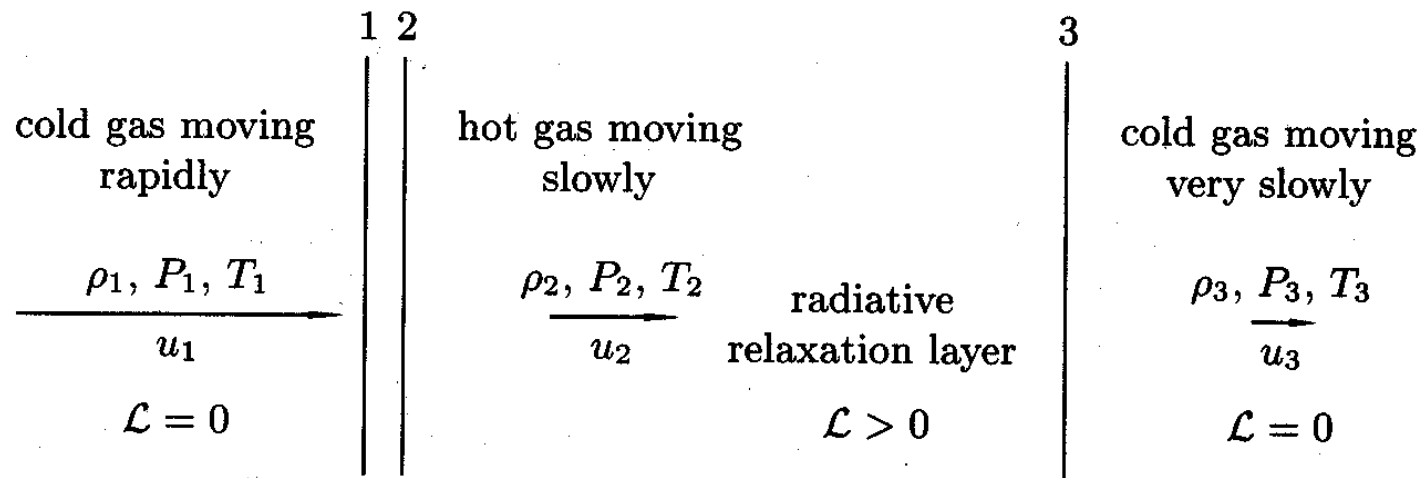 1 2
3
cold gas moving
rapidly
ρ₁, P₁, T₁
u₁
ℒ = 0
hot gas moving
slowly
ρ₂, P₂, T₂
u₂
radiative
relaxation layer
ℒ > 0
cold gas moving
very slowly
ρ₃, P₃, T₃
u₃
ℒ = 0